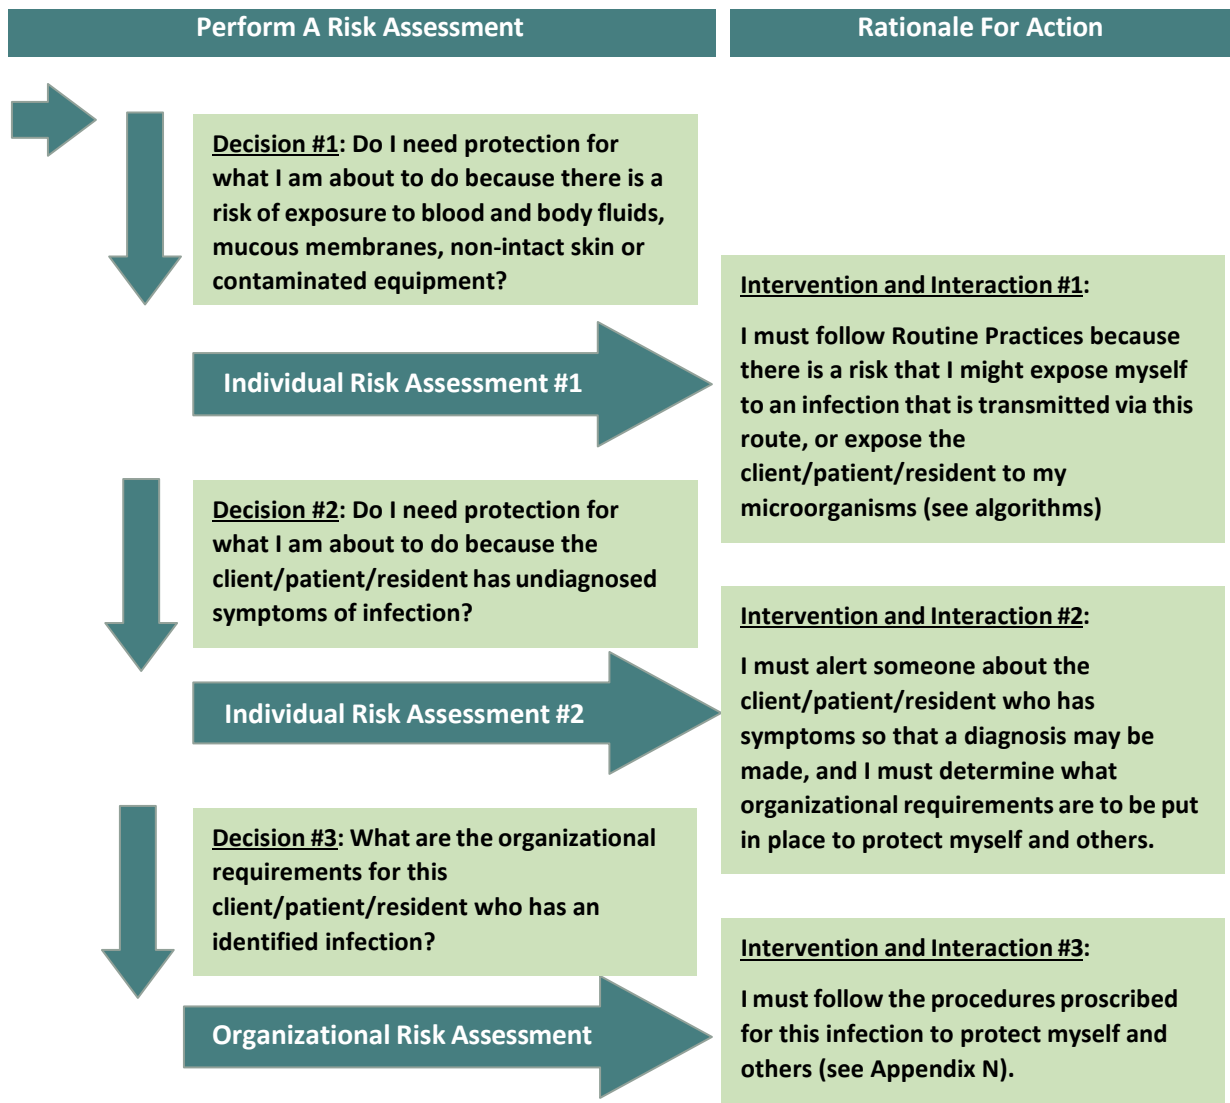 Perform A Risk Assessment
Rationale For Action
Decision #1: Do I need protection for
what I am about to do because there is a
risk of exposure to blood and body fluids,
mucous membranes, non-intact skin or
contaminated equipment?
Individual Risk Assessment #1
Intervention and Interaction #1:
I must follow Routine Practices because
there is a risk that I might expose myself
to an infection that is transmitted via this
route, or expose the
client/patient/resident to my
microorganisms (see algorithms)
Decision #2: Do I need protection for
what I am about to do because the
client/patient/resident has undiagnosed
symptoms of infection?
Individual Risk Assessment #2
Intervention and Interaction #2:
I must alert someone about the
client/patient/resident who has
symptoms so that a diagnosis may be
made, and I must determine what
organizational requirements are to be put
in place to protect myself and others.
Decision #3: What are the organizational
requirements for this
client/patient/resident who has an
identified infection?
Organizational Risk Assessment
Intervention and Interaction #3:
I must follow the procedures proscribed
for this infection to protect myself and
others (see Appendix N).